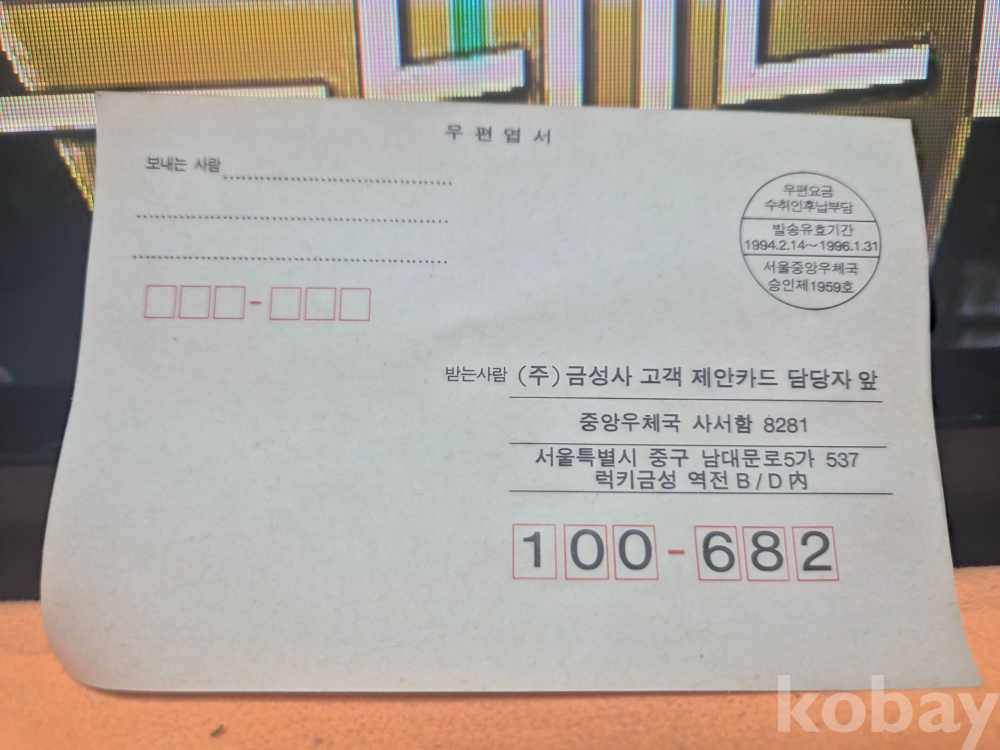 우편엽서
보내는 사람
우편요금
수취인후납부담
발송유효기간
1994.2.14~1996.1.31
서울중앙우체국
승인제1959호
받는사람 (주)금성사 고객 제안카드 담당자 앞
중앙우체국 사서함 8281
서울특별시 중구 남대문로5가 537
럭키금성 역전 B/D内
100-682
kobay